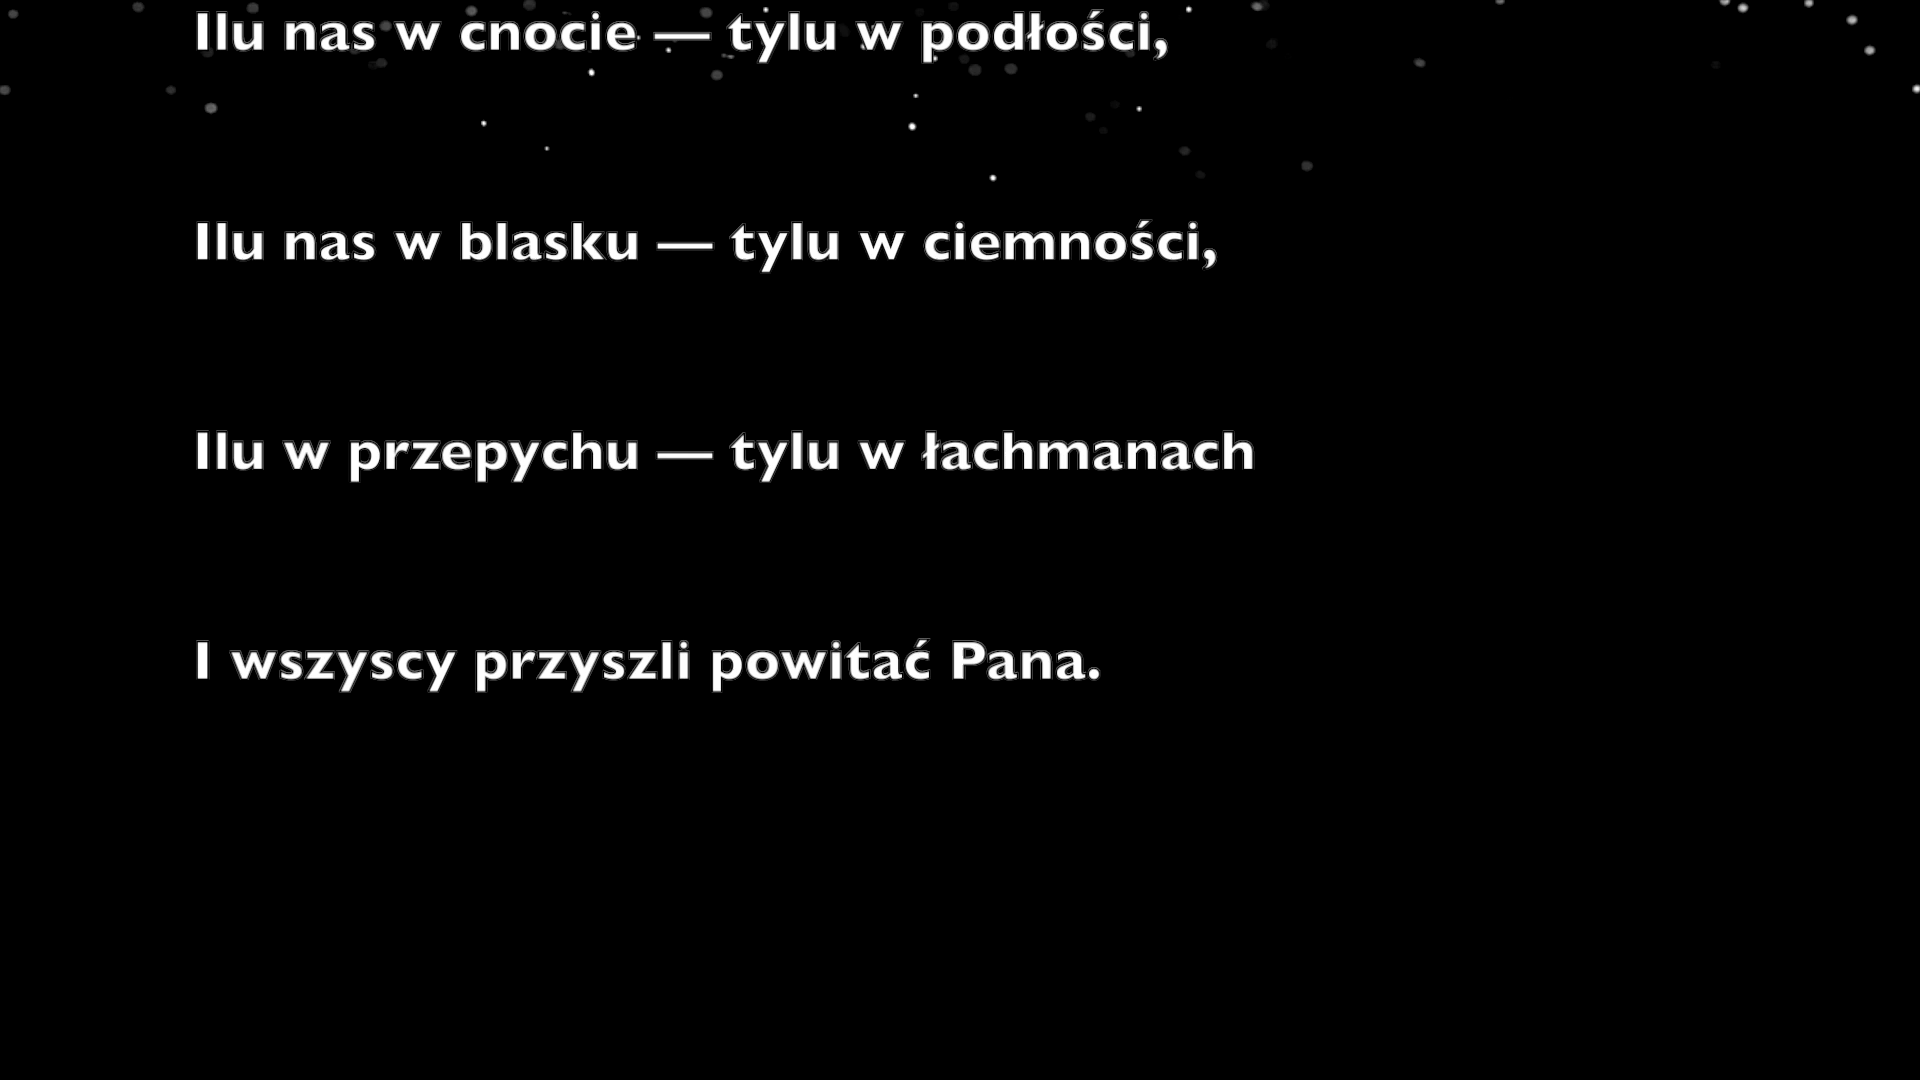 Ilu nas w cnocie — tylu w podłości,
Ilu nas w blasku — tylu w ciemności,
Ilu w przepychu — tylu w łachmanach
I wszyscy przyszli powitać Pana.